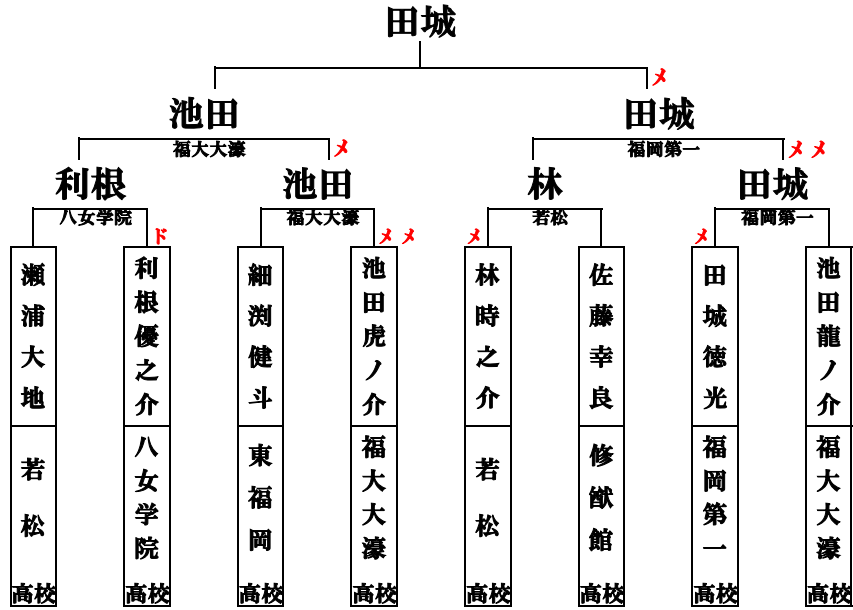 田城
メ
池田
田城
福大大濠
メ
福岡第一
メメ
利根
池田
林
田城
八女学院
ド
福大大濠
メメ
メ
若松
メ
福岡第一
瀬浦大地
若松
高校
利根優之介
八女学院
高校
細渕健斗
東福岡
高校
池田虎ノ介
福大大濠
高校
林時之介
若松
高校
佐藤幸良
修猷館
高校
田城徳光
福岡第一
高校
池田龍ノ介
福大大濠
高校